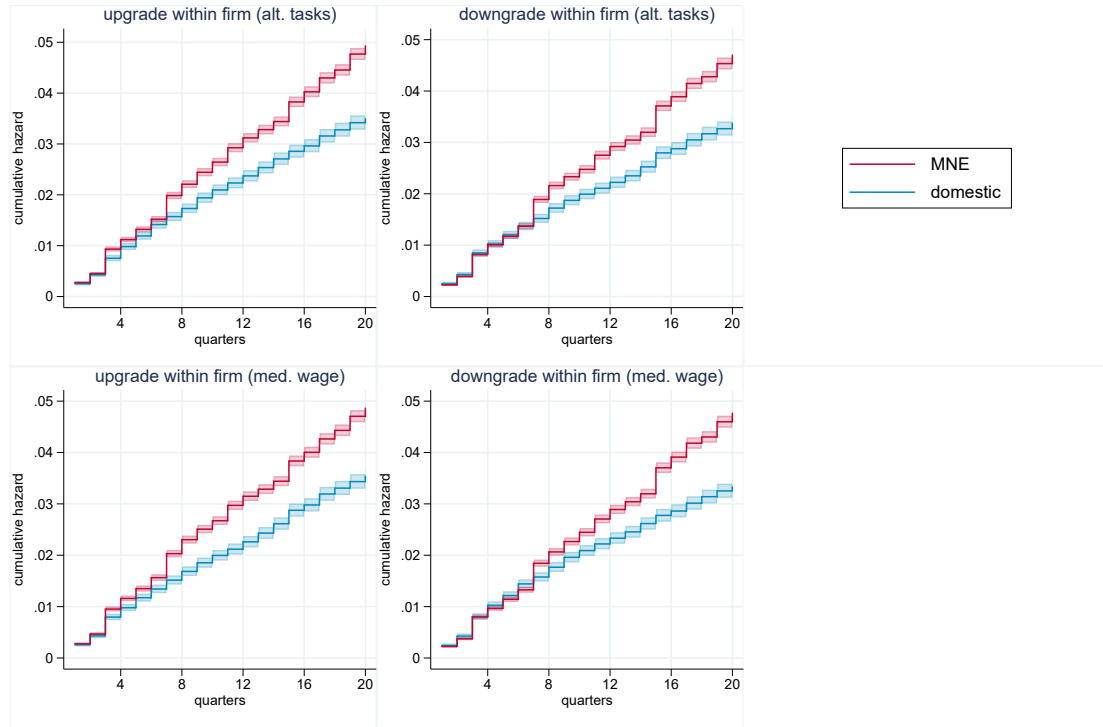 upgrade within firm (alt. tasks)
cumulative hazard
.05
.04
.03
.02
.01
0
4 8 12 16 20
quarters
downgrade within firm (alt. tasks)
cumulative hazard
.05
.04
.03
.02
.01
0
4 8 12 16 20
quarters
MNE
domestic
upgrade within firm (med. wage)
cumulative hazard
.05
.04
.03
.02
.01
0
4 8 12 16 20
quarters
downgrade within firm (med. wage)
cumulative hazard
.05
.04
.03
.02
.01
0
4 8 12 16 20
quarters